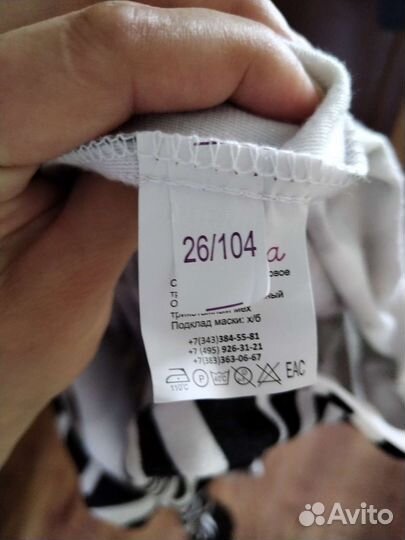 26/104
трикотажный мех
Подклад маски: х/б
+7(343)384-55-81
+7(495) 926-31-21
+7(383)363-06-67
110°C P EAC
Avito